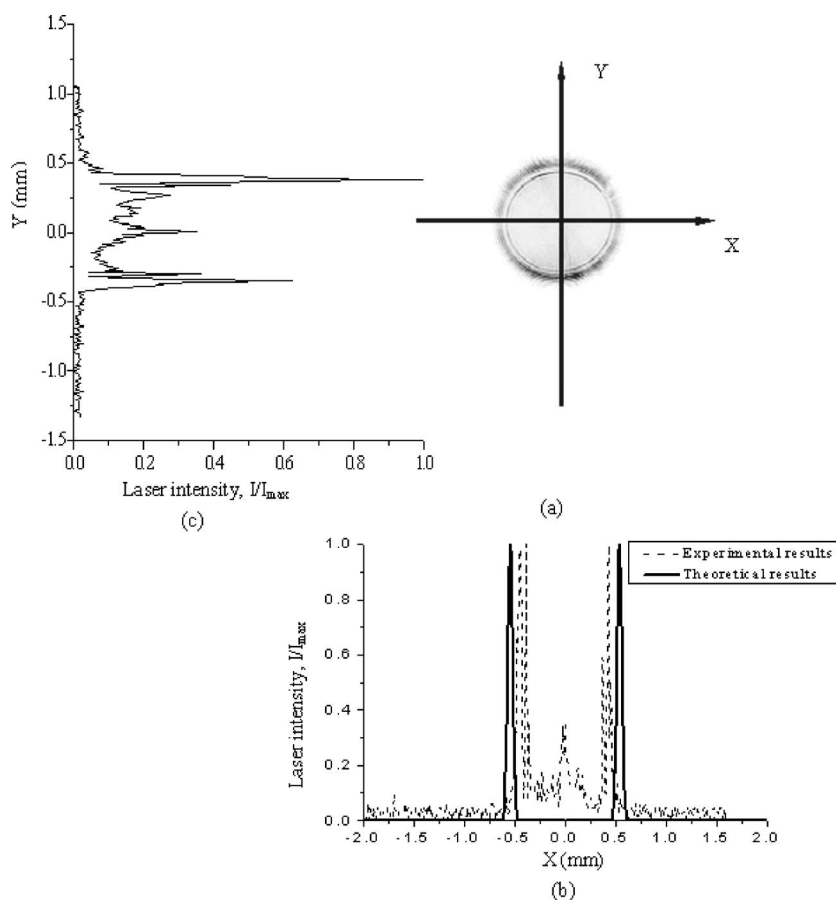 1.5
1.0
0.5
0.0
-0.5
-1.0
-1.5
Y (mm)
0.0 0.2 0.4 0.6 0.8 1.0
Laser intensity, I/Imax
(c)
Y
X
(a)
1.0
0.8
0.6
0.4
0.2
0.0
Laser intensity, I/Imax
Experimental results
Theoretical results
-2.0 -1.5 -1.0 -0.5 0.0 0.5 1.0 1.5 2.0
X (mm)
(b)